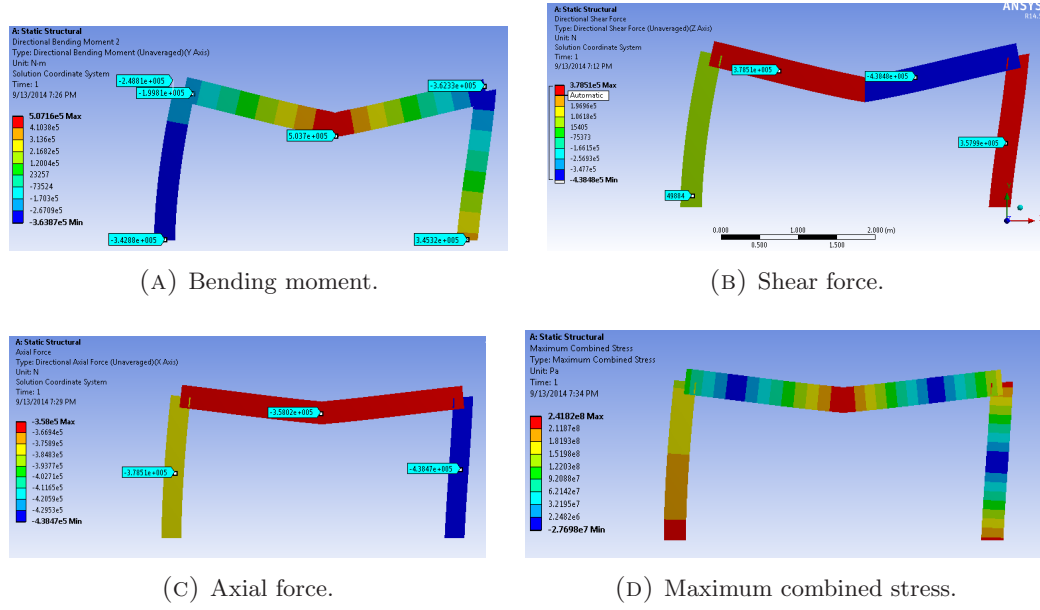 A: Static Structural
Directional Bending Moment 2
Type: Directional Bending Moment (Unaveraged)(Y Axis)
Unit: N-m
Solution Coordinate System
Time: 1
9/13/2014 7:26 PM
5.0716e5 Max
4.1038e5
3.136e5
2.1682e5
1.2004e5
23257
-73524
-1.703e5
-2.6709e5
-3.6387e5 Min
-2.4881e+005
-1.9981e+005
5.037e+005
-3.6233e+005
-3.4288e+005
3.4532e+005
(A) Bending moment.
A: Static Structural
Directional Shear Force
Type: Directional Shear Force (Unaveraged)(Z Axis)
Unit: N
Solution Coordinate System
Time: 1
9/13/2014 7:12 PM
ANSYS
R14.
3.7851e5 Max
Automatic
1.9696e5
1.0618e5
15405
-75373
-1.6615e5
-2.5693e5
-3.477e5
-4.3848e5 Min
3.7851e+005
-4.3848e+005
3.5799e+005
49884
0.000
1.000
2.000 (m)
0.500
1.500
(B) Shear force.
A: Static Structural
Axial Force
Type: Directional Axial Force (Unaveraged)(X Axis)
Unit: N
Solution Coordinate System
Time: 1
9/13/2014 7:29 PM
-3.58e5 Max
-3.6694e5
-3.7589e5
-3.8483e5
-3.9377e5
-4.0271e5
-4.1165e5
-4.2059e5
-4.2953e5
-4.3847e5 Min
-3.5802e+005
-3.7851e+005
-4.3847e+005
(C) Axial force.
A: Static Structural
Maximum Combined Stress
Type: Maximum Combined Stress
Unit: Pa
Time: 1
9/13/2014 7:34 PM
2.4182e8 Max
2.1187e8
1.8193e8
1.5198e8
1.2203e8
9.2088e7
6.2142e7
3.2195e7
2.2482e6
-2.7698e7 Min
(D) Maximum combined stress.